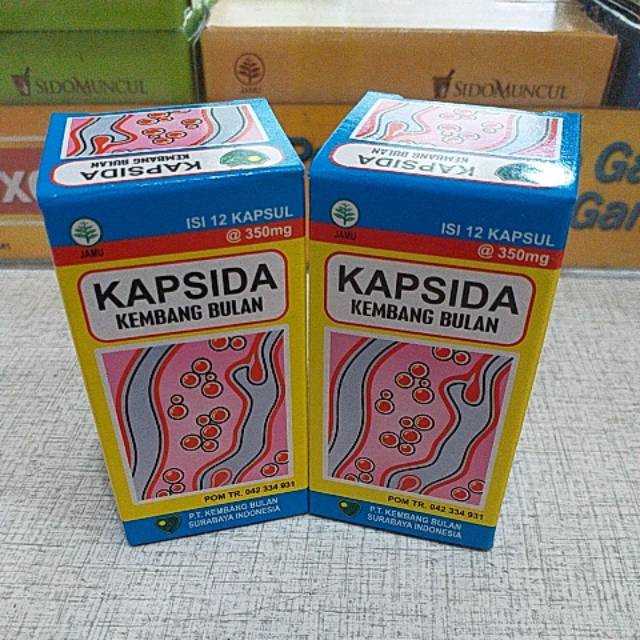 SIDOMUNCUL
JAMU
SIDOMUNCUL
KAPSIDA
KEMBANG BULAN
ISI 12 KAPSUL
@ 350mg
JAMU
KAPSIDA
KEMBANG BULAN
POM TR. 042 334 931
P.T. KEMBANG BULAN
SURABAYA INDONESIA
KAPSIDA
KEMBANG BULAN
ISI 12 KAPSUL
@ 350mg
JAMU
KAPSIDA
KEMBANG BULAN
POM TR. 042 334 931
P.T. KEMBANG BULAN
SURABAYA INDONESIA